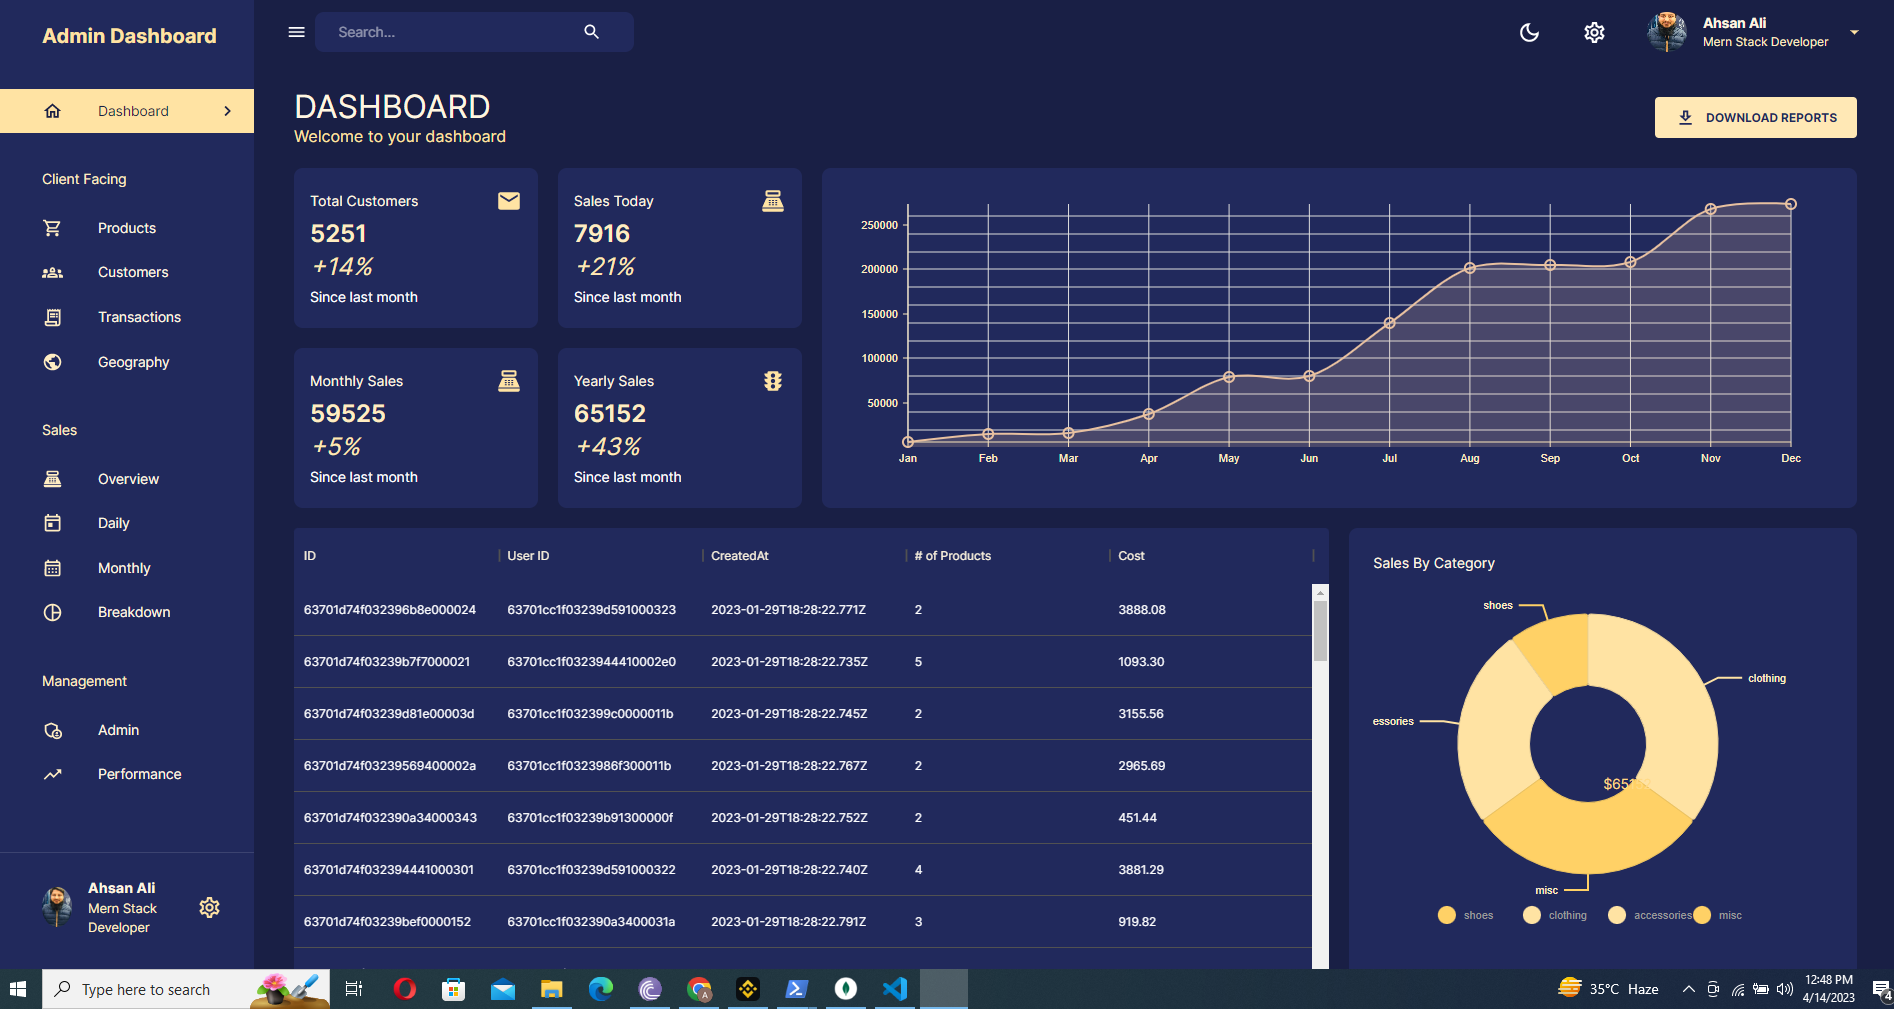 Admin Dashboard
Search...
Ahsan Ali
Mern Stack Developer
Dashboard
DASHBOARD
Welcome to your dashboard
DOWNLOAD REPORTS
Client Facing
Products
Customers
Transactions
Geography
Sales
Overview
Daily
Monthly
Breakdown
Management
Admin
Performance
Ahsan Ali
Mern Stack
Developer
Total Customers
5251
+14%
Since last month
Sales Today
7916
+21%
Since last month
Monthly Sales
59525
+5%
Since last month
Yearly Sales
65152
+43%
Since last month
250000
200000
150000
100000
50000
Jan Feb Mar Apr May Jun Jul Aug Sep Oct Nov Dec
ID User ID CreatedAt # of Products Cost
63701d74f032396b8e000024 63701cc1f03239d591000323 2023-01-29T18:28:22.771Z 2 3888.08
63701d74f03239b7f7000021 63701cc1f0323944410002e0 2023-01-29T18:28:22.735Z 5 1093.30
63701d74f03239d81e00003d 63701cc1f032399c0000011b 2023-01-29T18:28:22.745Z 2 3155.56
63701d74f03239569400002a 63701cc1f0323986f300011b 2023-01-29T18:28:22.767Z 2 2965.69
63701d74f032390a34000343 63701cc1f03239b91300000f 2023-01-29T18:28:22.752Z 2 451.44
63701d74f032394441000301 63701cc1f03239d591000322 2023-01-29T18:28:22.740Z 4 3881.29
63701d74f03239bef0000152 63701cc1f032390a3400031a 2023-01-29T18:28:22.791Z 3 919.82
Sales By Category
shoes
clothing
essories
$651
misc
shoes clothing accessories misc
Type here to search
35°C Haze
12:48 PM
4/14/2023
4